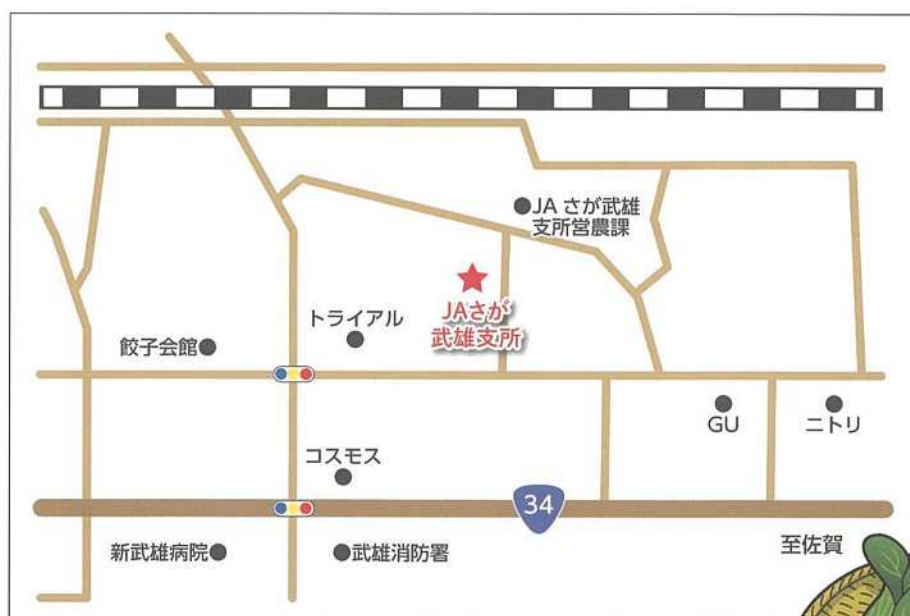 JA さが武雄
支所営農課
JAさが
武雄支所
トライアル
餃子会館
GU
ニトリ
コスモス
34
新武雄病院
武雄消防署
至佐賀